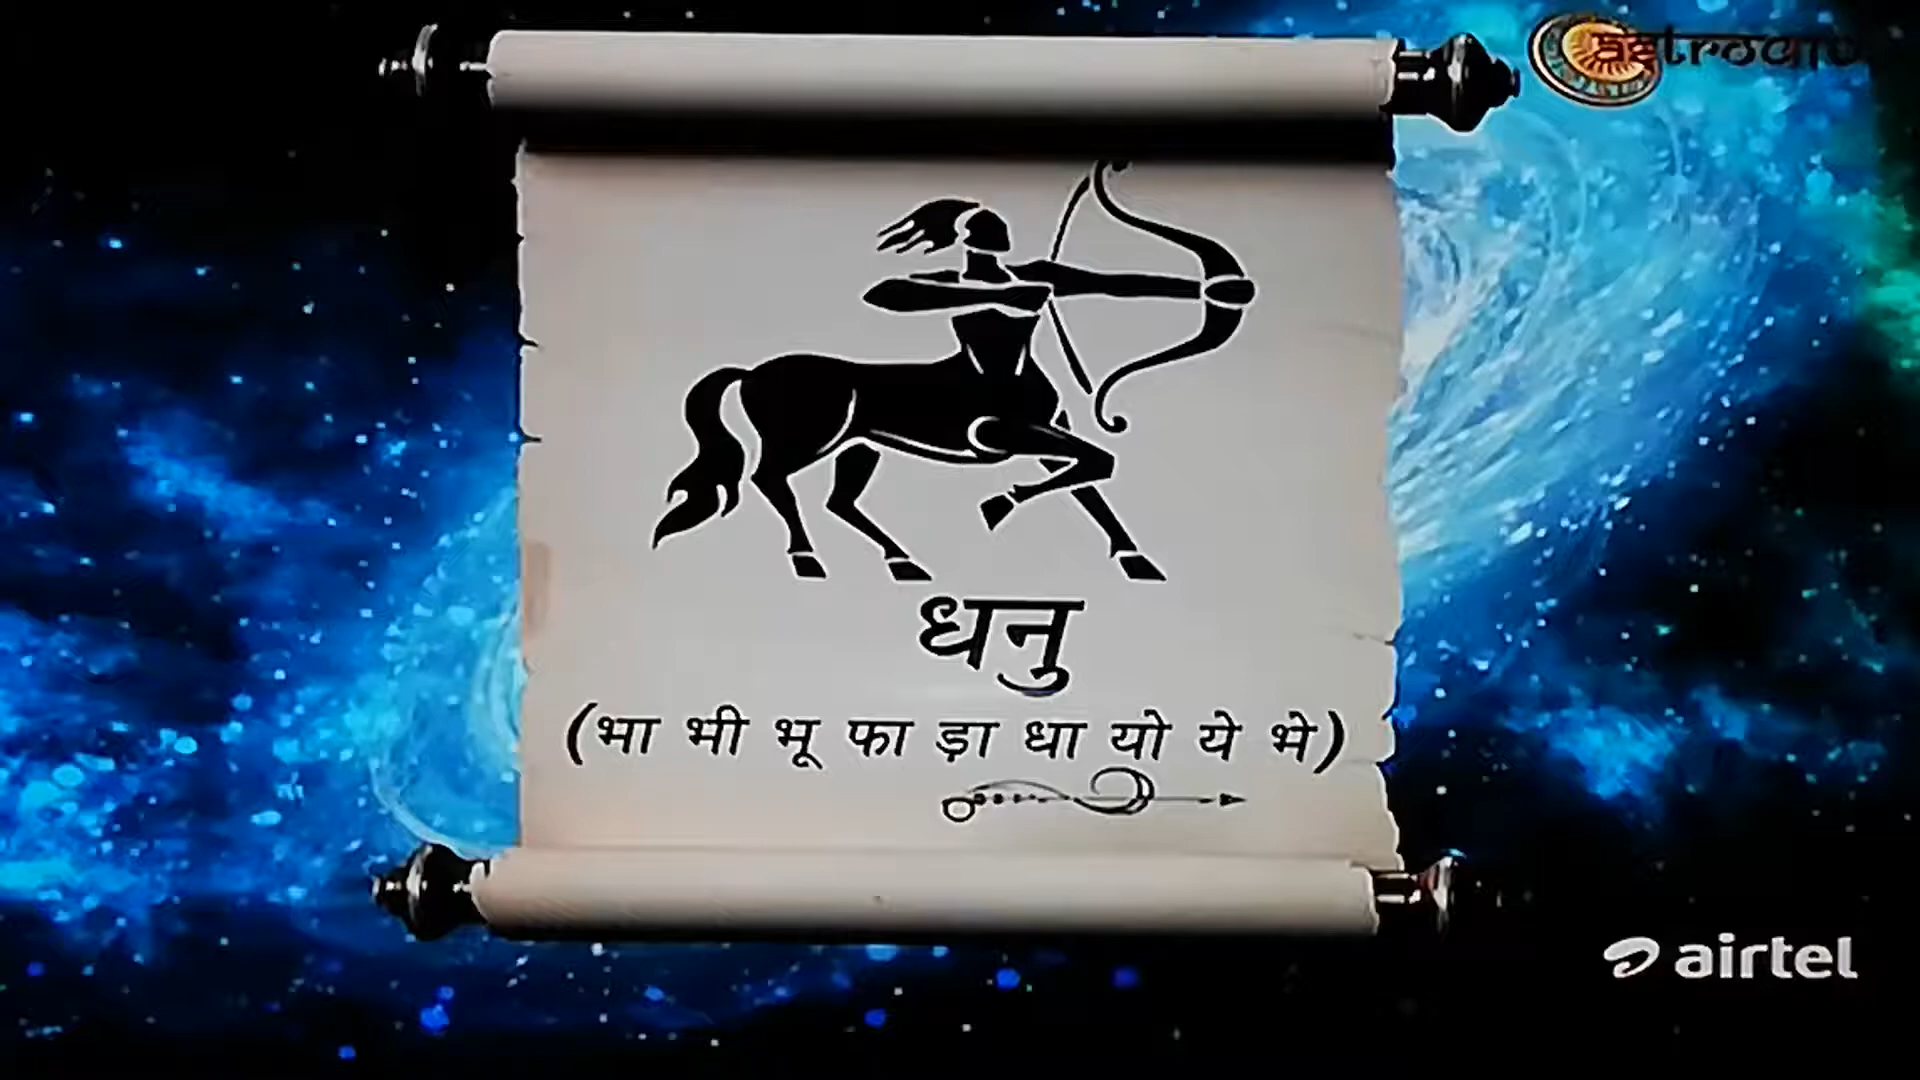 धनु
(भा भी भू फा ड़ा धा यो ये भे)
airtel